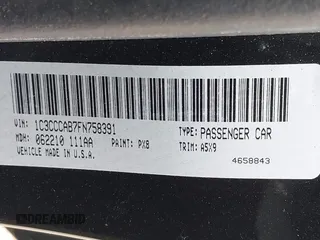 VIN: 1C3CCCAB7FN758391 TYPE: PASSENGER CAR
MDH: 062210 111AA PAINT: PX8 TRIM: A5X9
VEHICLE MADE IN U.S.A. 4658843
DREAMBID